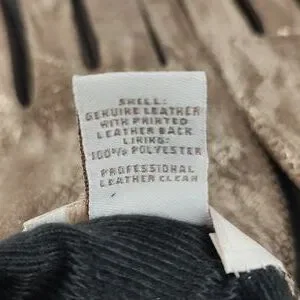 SHELL:
GENUINE LEATHER
WITH PRINTED
LEATHER BACK
LINING:
100% POLYESTER
PROFESSIONAL
LEATHER CLEAN